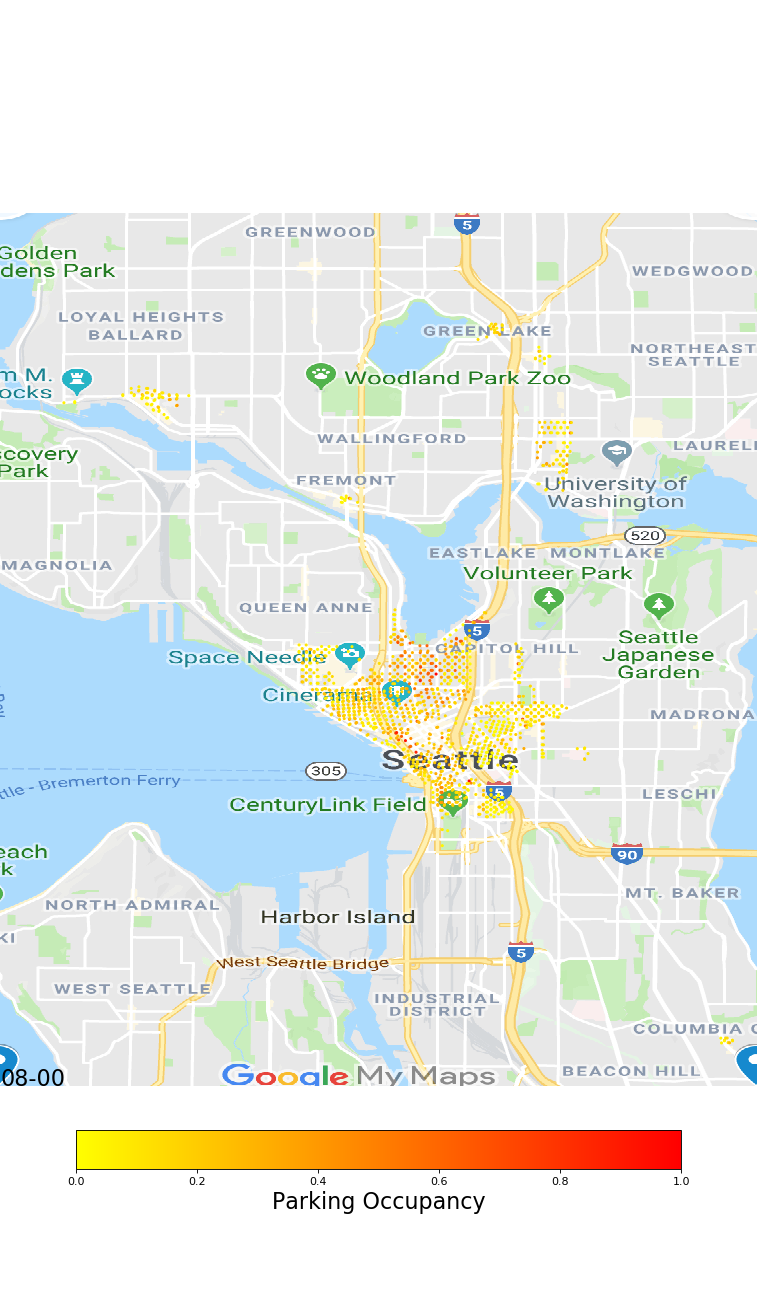 5
GREENWOOD
Golden
dens Park
WEDGWOOD
LOYAL HEIGHTS
BALLARD
GREEN LAKE
NORTHEAST
SEATTLE
m M.
ocks
Woodland Park Zoo
WALLINGFORD
LAUREL
scovery
Park
FREMONT
University of
Washington
520
EASTLAKE
MONTLAKE
MAGNOLIA
Volunteer Park
QUEEN ANNE
5
Seattle
Japanese
Garden
CAPITOL HILL
Space Needle
Cinerama
MADRONA
Seattle
305
ttle - Bremerton Ferry
5
LESCHI
CenturyLink Field
each
k
90
MT. BAKER
NORTH ADMIRAL
Harbor Island
KI
5
West Seattle Bridge
WEST SEATTLE
INDUSTRIAL
DISTRICT
COLUMBIA C
BEACON HILL
08-00
Google My Maps
0.0
0.2
0.4
0.6
0.8
1.0
Parking Occupancy